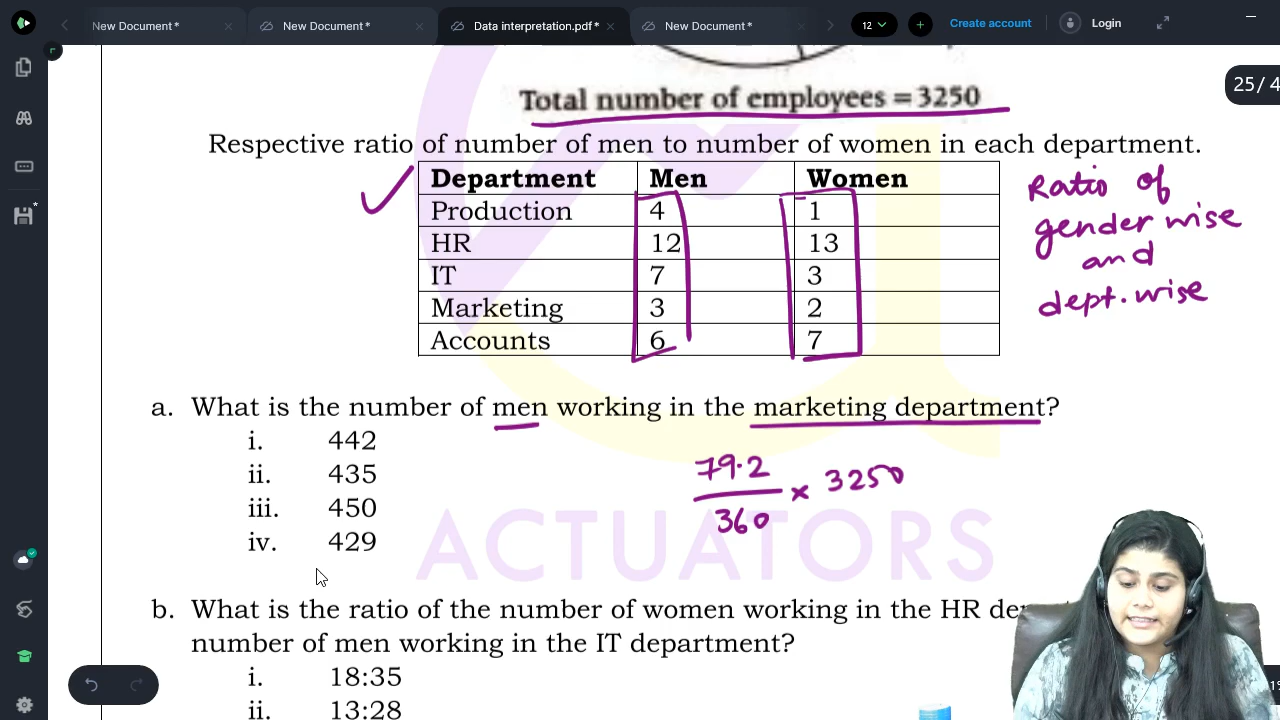 New Document *
New Document *
Data interpretation.pdf *
New Document *
12
Create account
Login
25/ 4
Total number of employees = 3250
Respective ratio of number of men to number of women in each department.
Department Men Women
Production 4 1
HR 12 13
IT 7 3
Marketing 3 2
Accounts 6 7
Ratio of
gender wise
and
dept. wise
a. What is the number of men working in the marketing department?
i. 442
ii. 435
iii. 450
iv. 429
79.2
360
× 3250
ACTUATORS
b. What is the ratio of the number of women working in the HR
number of men working in the IT department?
i. 18:35
ii. 13:28